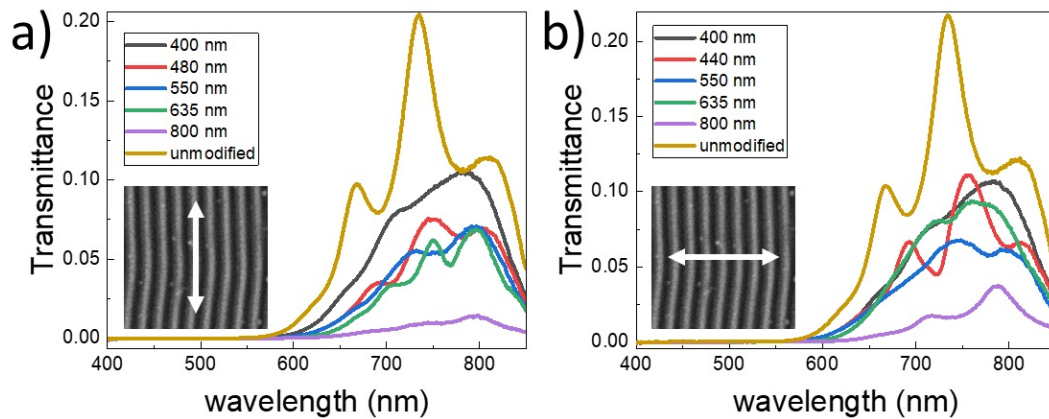 a)
Transmittance
0.20
0.15
0.10
0.05
0.00
400 nm
480 nm
550 nm
635 nm
800 nm
unmodified
400 500 600 700 800
wavelength (nm)
b)
Transmittance
0.20
0.15
0.10
0.05
0.00
400 nm
440 nm
550 nm
635 nm
800 nm
unmodified
400 500 600 700 800
wavelength (nm)